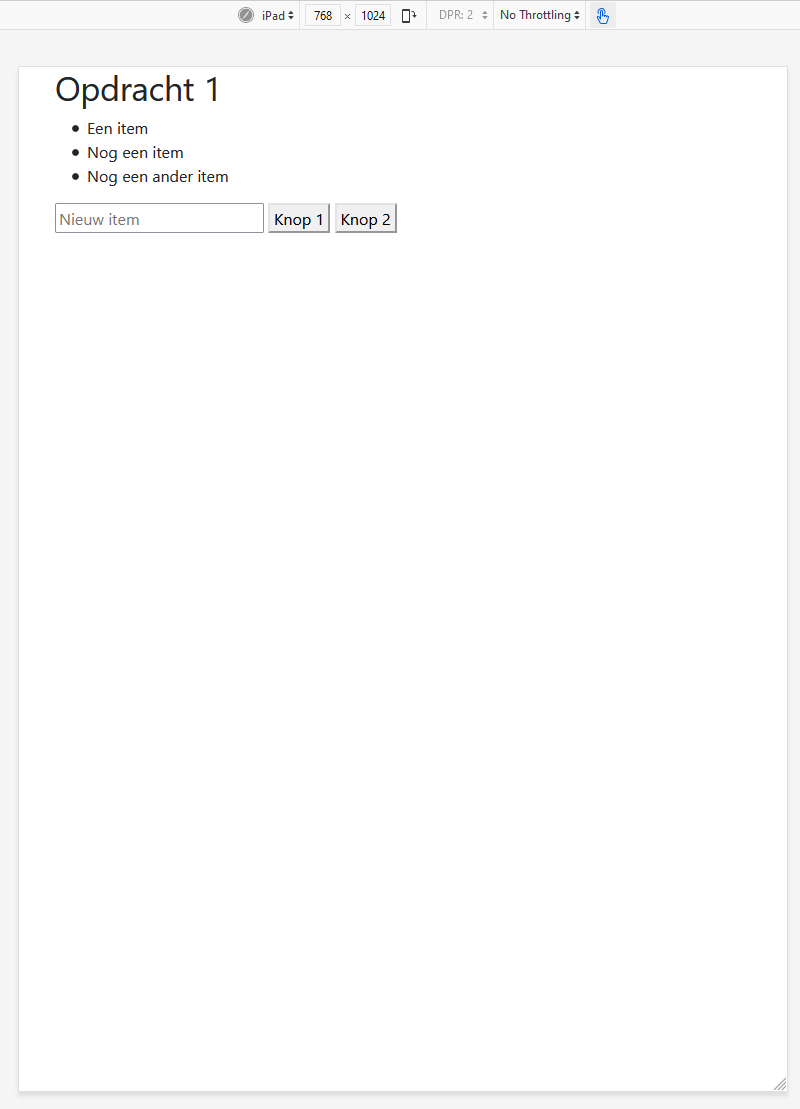 iPad 768 × 1024 DPR: 2 No Throttling
Opdracht 1
Een item
Nog een item
Nog een ander item
Nieuw item Knop 1 Knop 2